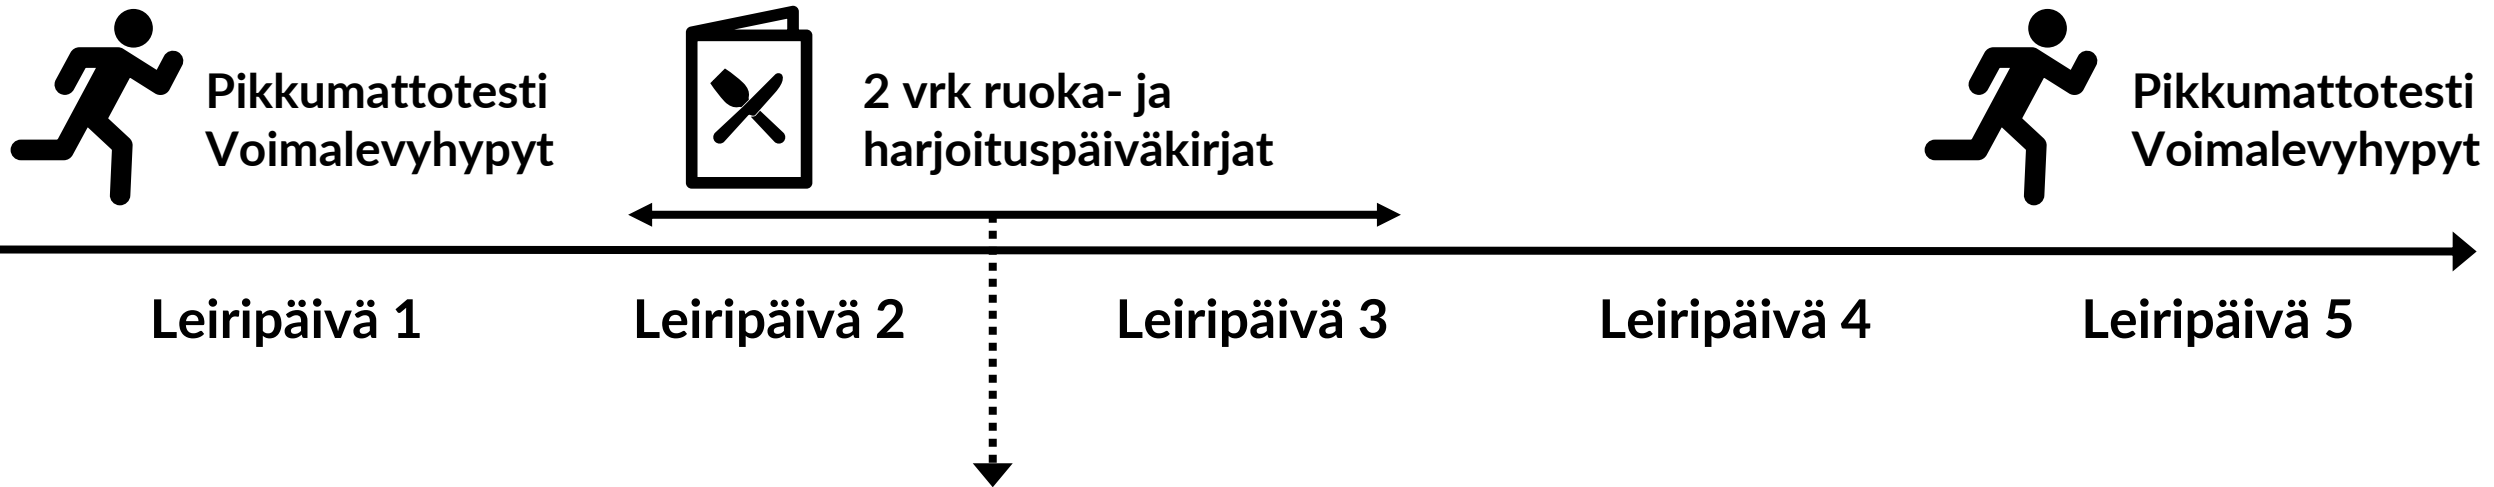 Pikkumattotesti
Voimalevyhypyt
2 vrk ruoka- ja
harjoituspäiväkirjat
Pikkumattotesti
Voimalevyhypyt
Leiripäivä 1
Leiripäivä 2
Leiripäivä 3
Leiripäivä 4
Leiripäivä 5